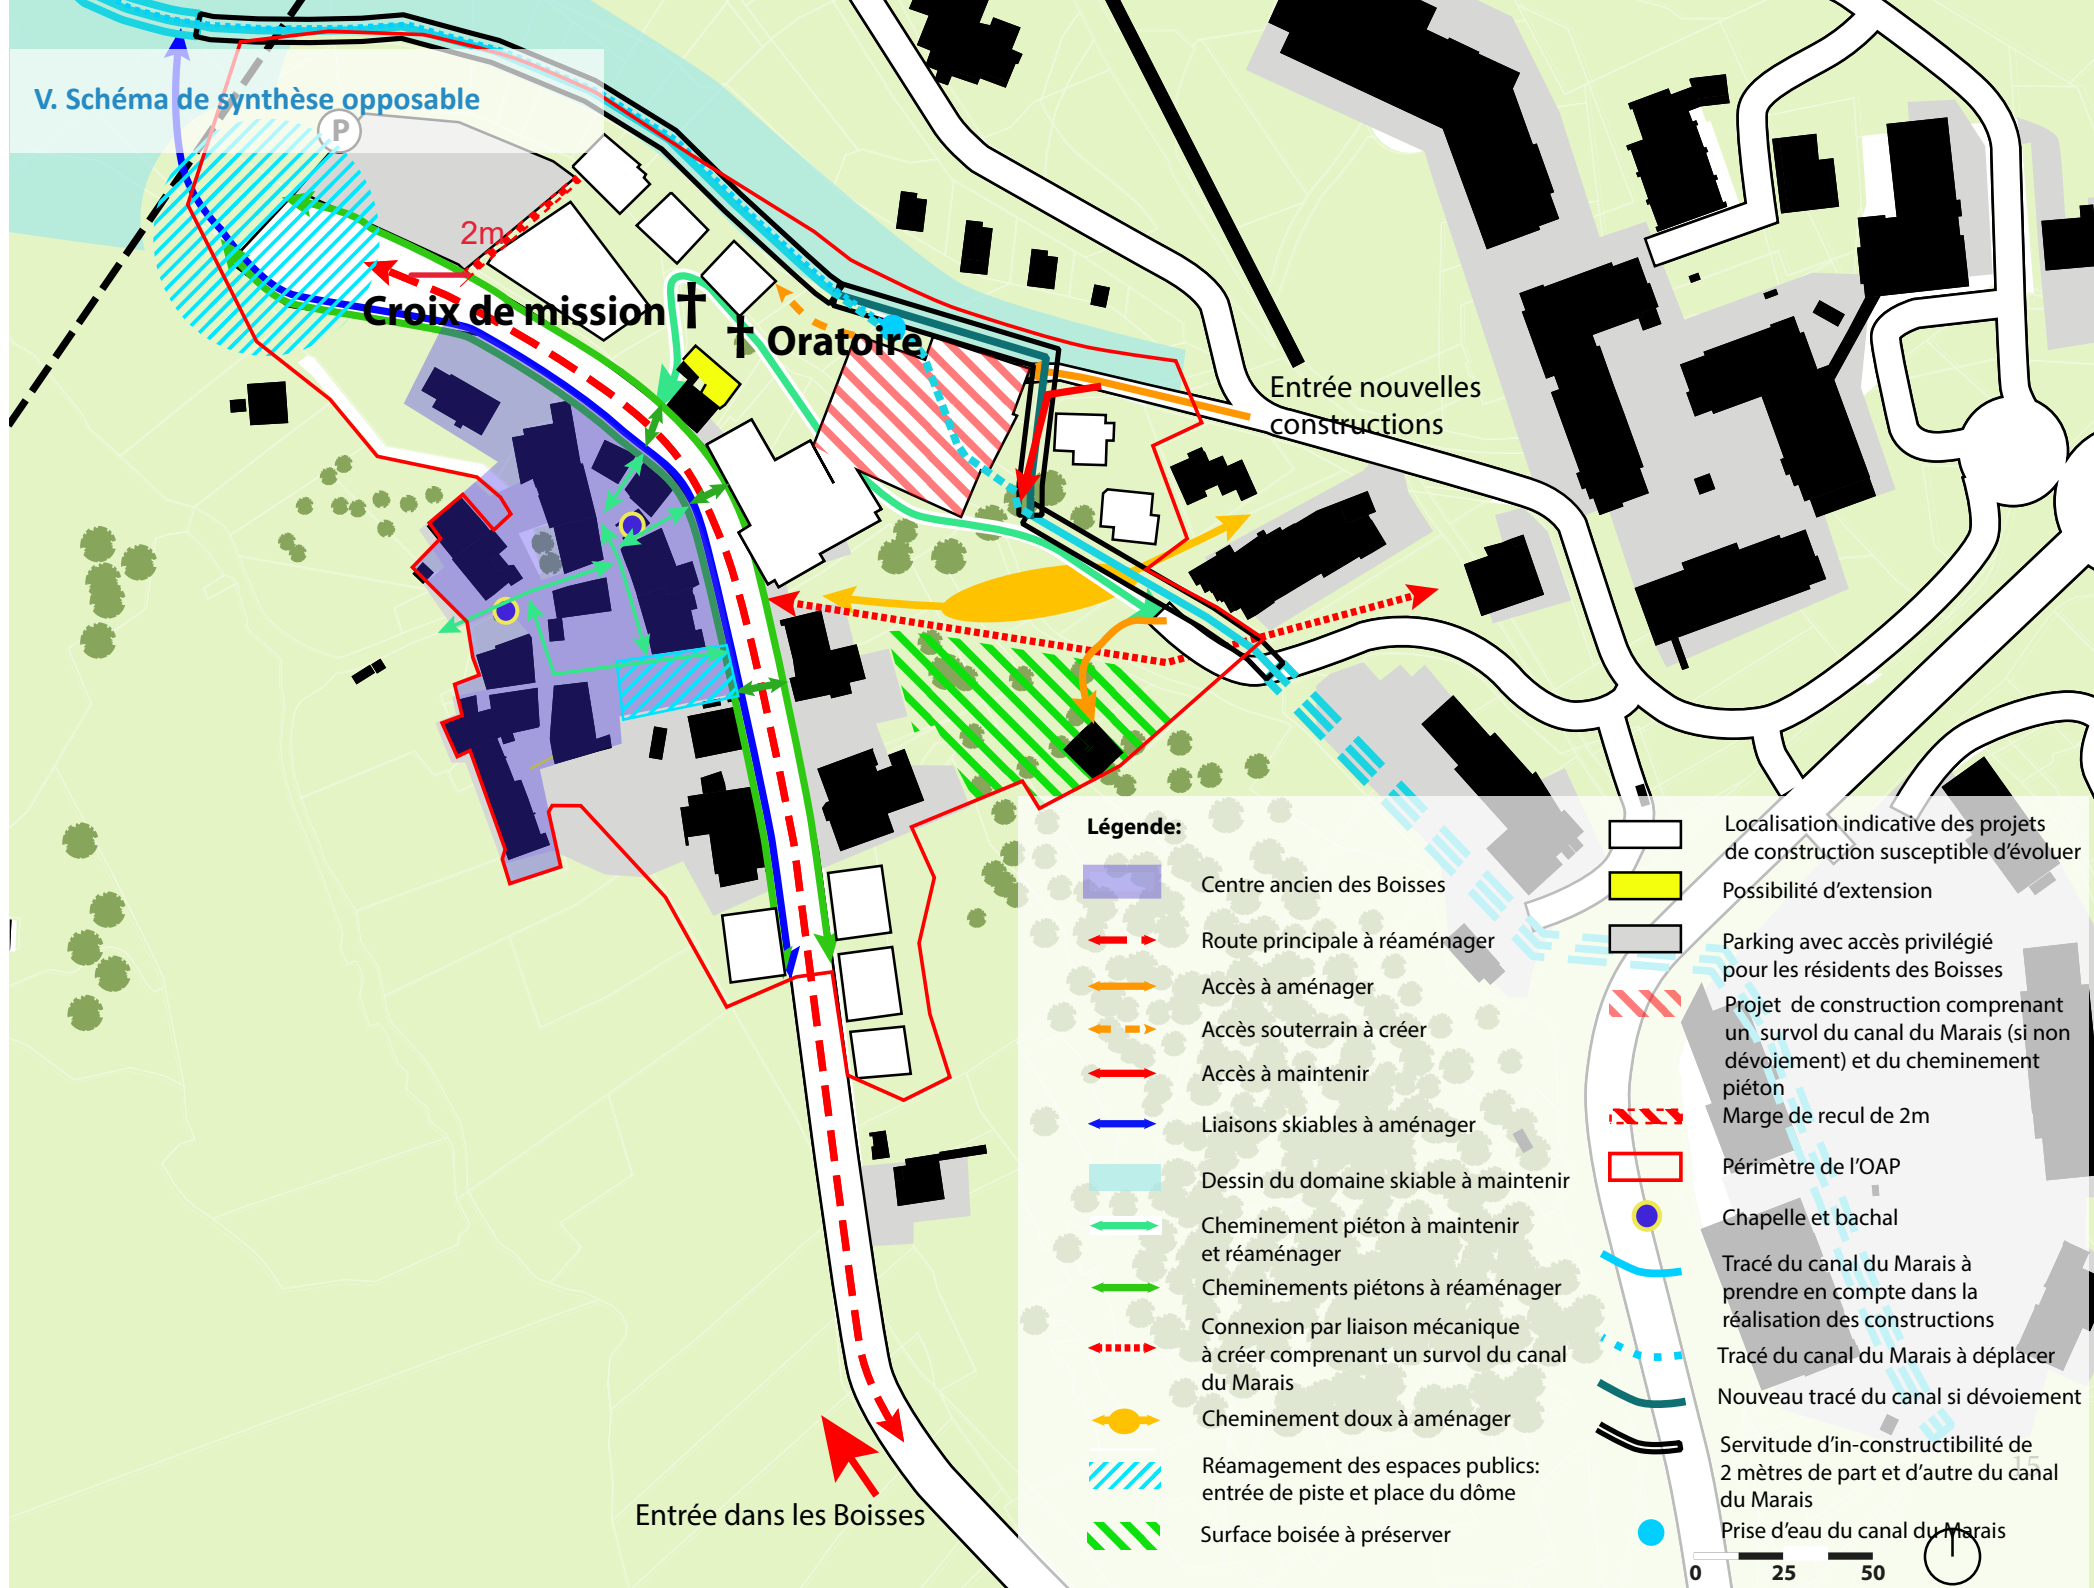 V. Schéma de synthèse opposable
P
2m
Croix de mission
Oratoire
Entrée nouvelles
constructions
Entrée dans les Boisses
Légende:
Centre ancien des Boisses
Route principale à réaménager
Accès à aménager
Accès souterrain à créer
Accès à maintenir
Liaisons skiables à aménager
Dessin du domaine skiable à maintenir
Cheminement piéton à maintenir
et réaménager
Cheminements piétons à réaménager
Connexion par liaison mécanique
à créer comprenant un survol du canal
du Marais
Cheminement doux à aménager
Réamagement des espaces publics:
entrée de piste et place du dôme
Surface boisée à préserver
Localisation indicative des projets
de construction susceptible d'évoluer
Possibilité d'extension
Parking avec accès privilégié
pour les résidents des Boisses
Projet de construction comprenant
un survol du canal du Marais (si non
dévoiement) et du cheminement
piéton
Marge de recul de 2m
Périmètre de l'OAP
Chapelle et bachal
Tracé du canal du Marais à
prendre en compte dans la
réalisation des constructions
Tracé du canal du Marais à déplacer
Nouveau tracé du canal si dévoiement
Servitude d'in-constructibilité de
2 mètres de part et d'autre du canal
du Marais
15
Prise d'eau du canal du Marais
0 25 50